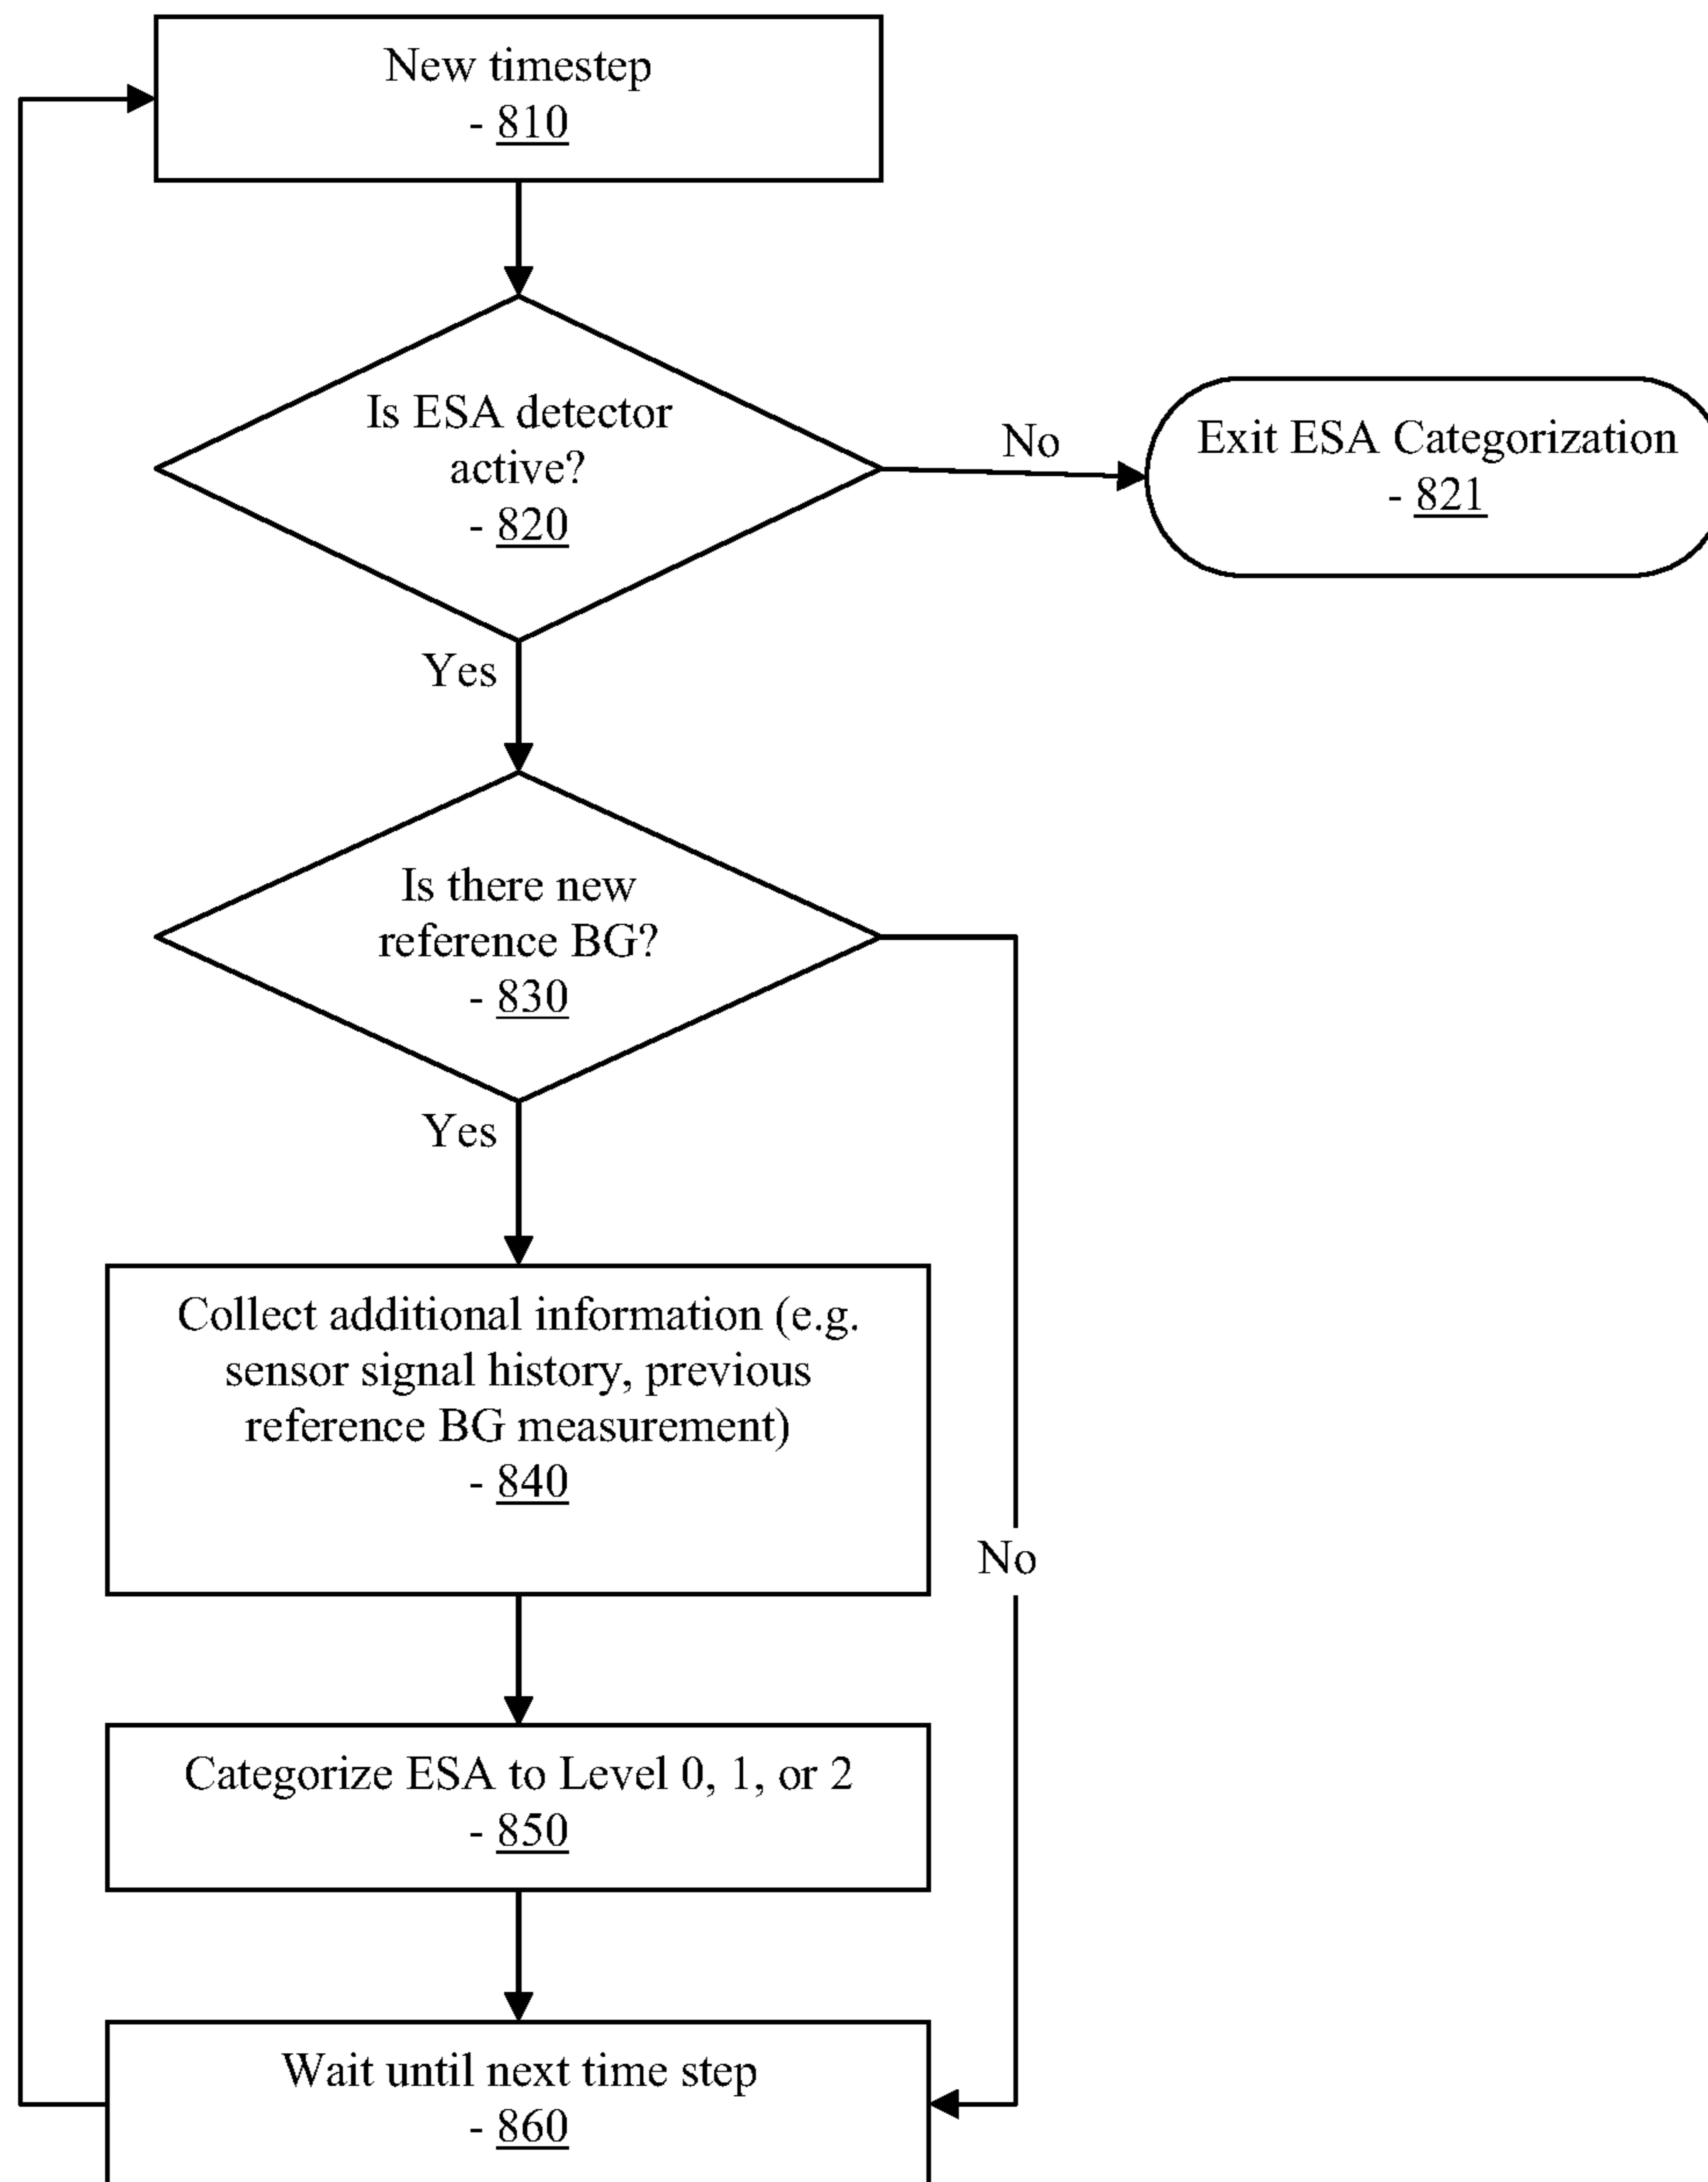 New timestep
- 810
Is ESA detector
active?
- 820
No
Exit ESA Categorization
- 821
Yes
Is there new
reference BG?
- 830
Yes
Collect additional information (e.g.
sensor signal history, previous
reference BG measurement)
- 840
No
Categorize ESA to Level 0, 1, or 2
- 850
Wait until next time step
- 860